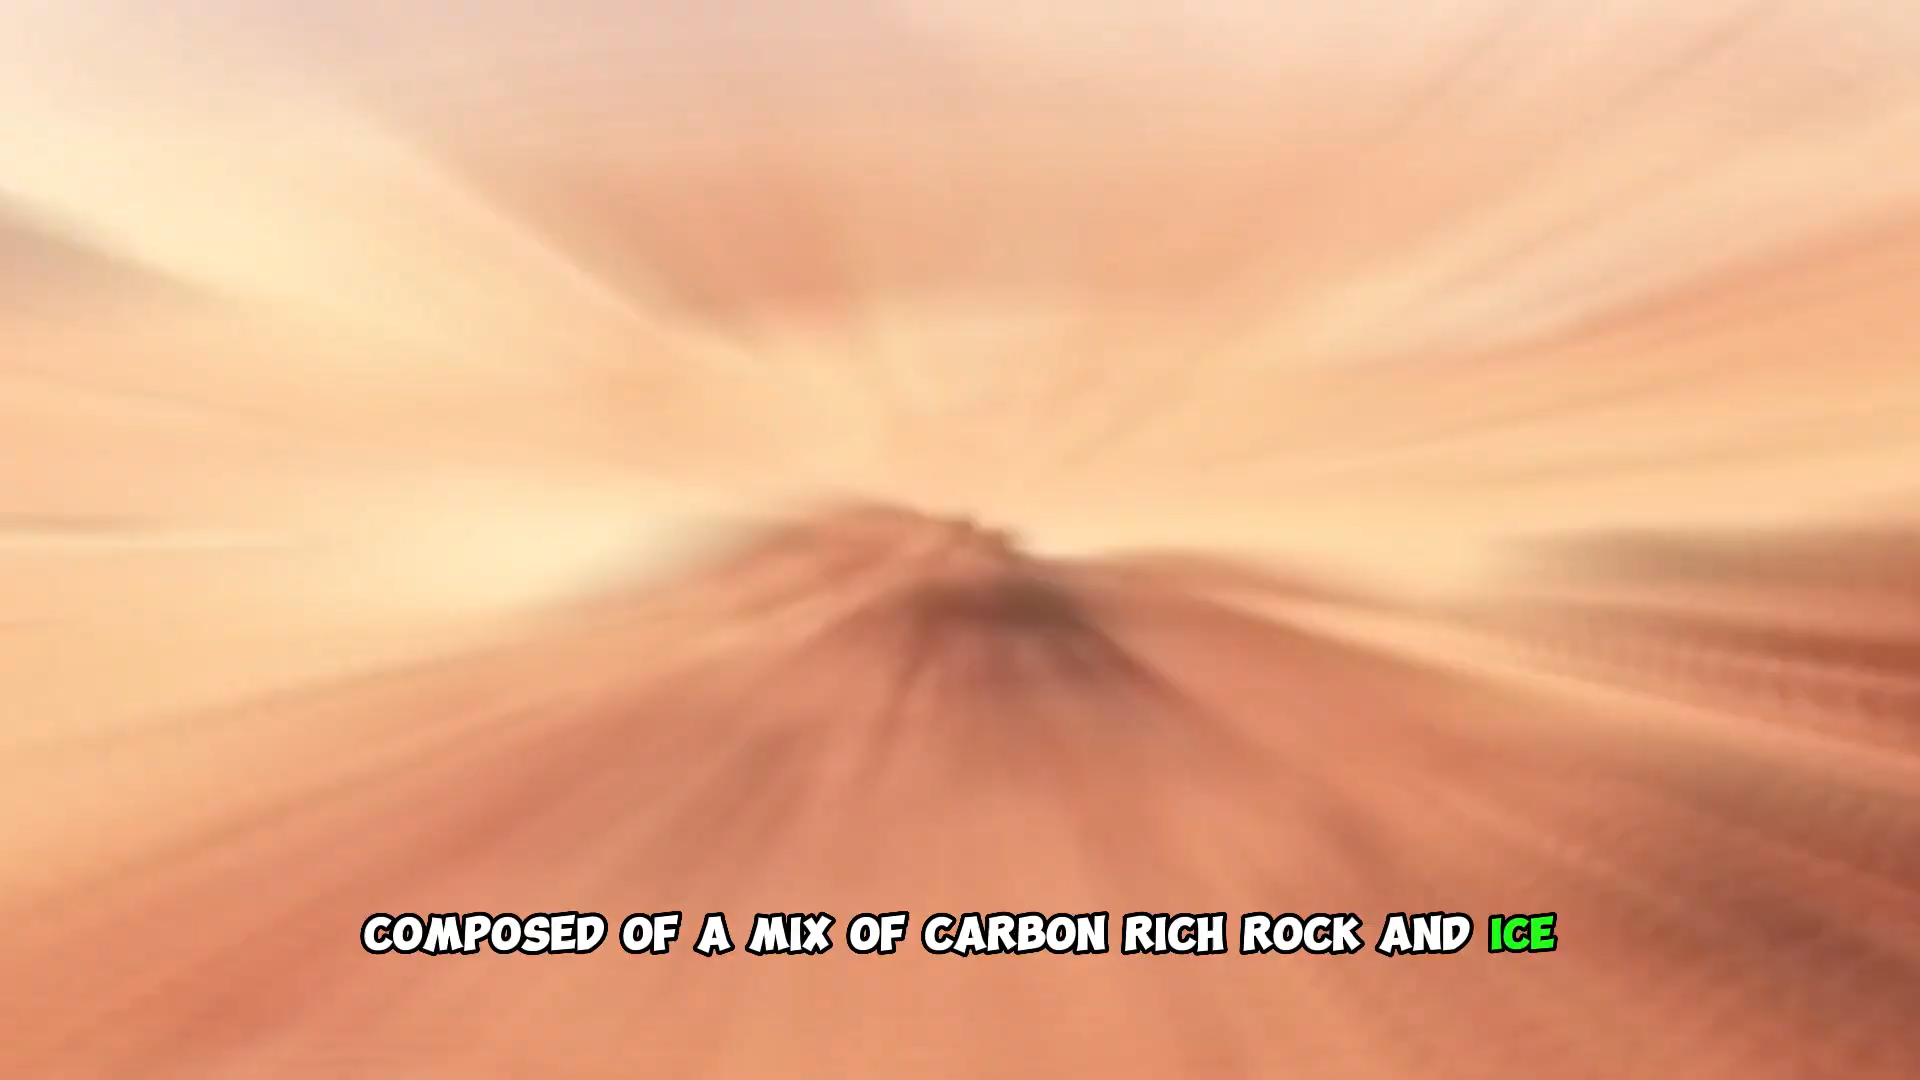 COMPOSED OF A MIX OF CARBON RICH ROCK AND ICE